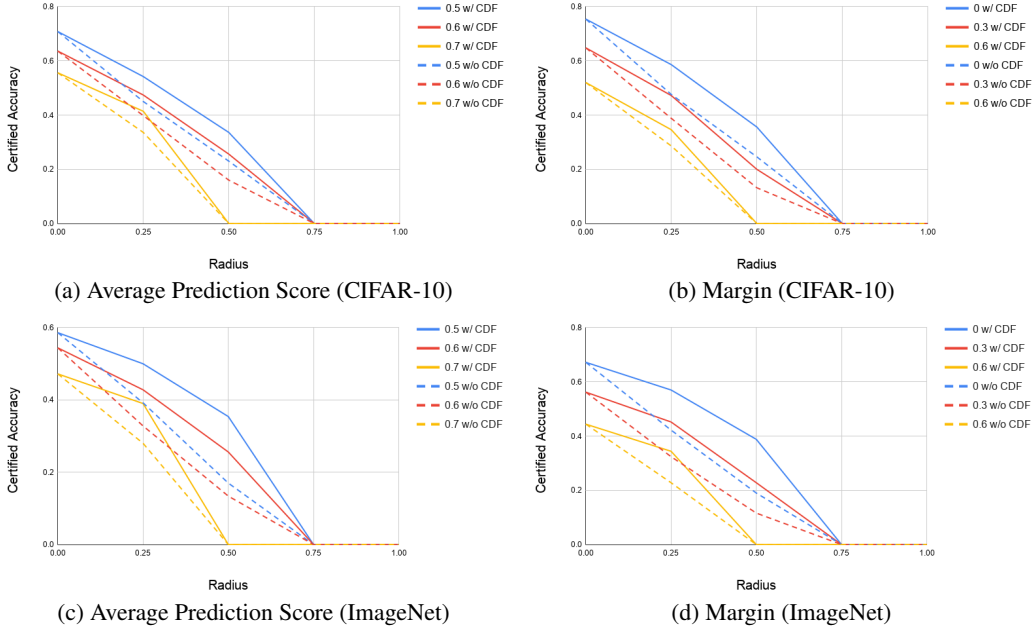 0.8
0.6
0.4
0.2
0.0
Certified Accuracy
0.00
0.25
0.50
0.75
1.00
Radius
0.5 w/ CDF
0.6 w/ CDF
0.7 w/ CDF
0.5 w/o CDF
0.6 w/o CDF
0.7 w/o CDF
(a) Average Prediction Score (CIFAR-10)
0.8
0.6
0.4
0.2
0.0
Certified Accuracy
0.00
0.25
0.50
0.75
1.00
Radius
0 w/ CDF
0.3 w/ CDF
0.6 w/ CDF
0 w/o CDF
0.3 w/o CDF
0.6 w/o CDF
(b) Margin (CIFAR-10)
0.6
0.4
0.2
0.0
Certified Accuracy
0.00
0.25
0.50
0.75
1.00
Radius
0.5 w/ CDF
0.6 w/ CDF
0.7 w/ CDF
0.5 w/o CDF
0.6 w/o CDF
0.7 w/o CDF
(c) Average Prediction Score (ImageNet)
0.8
0.6
0.4
0.2
0.0
Certified Accuracy
0.00
0.25
0.50
0.75
1.00
Radius
0 w/ CDF
0.3 w/ CDF
0.6 w/ CDF
0 w/o CDF
0.3 w/o CDF
0.6 w/o CDF
(d) Margin (ImageNet)